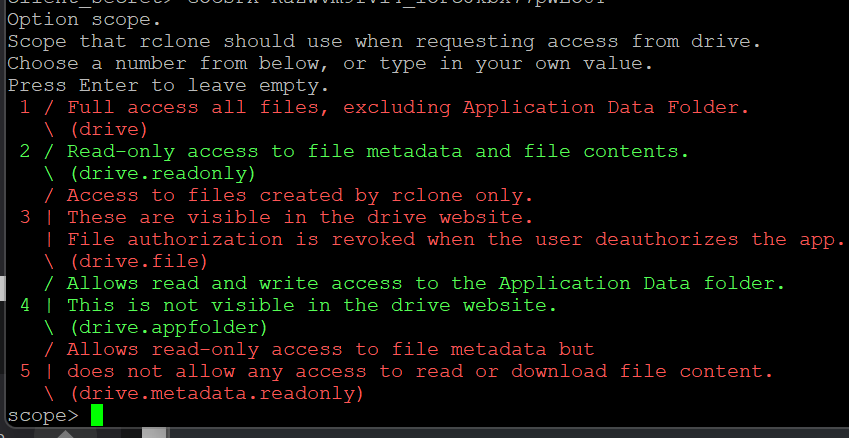 Option scope.
Scope that rclone should use when requesting access from drive.
Choose a number from below, or type in your own value.
Press Enter to leave empty.
 1 / Full access all files, excluding Application Data Folder.
   \ (drive)
 2 / Read-only access to file metadata and file contents.
   \ (drive.readonly)
   / Access to files created by rclone only.
 3 | These are visible in the drive website.
   | File authorization is revoked when the user deauthorizes the app.
   \ (drive.file)
   / Allows read and write access to the Application Data folder.
 4 | This is not visible in the drive website.
   \ (drive.appfolder)
   / Allows read-only access to file metadata but
 5 | does not allow any access to read or download file content.
   \ (drive.metadata.readonly)
scope>